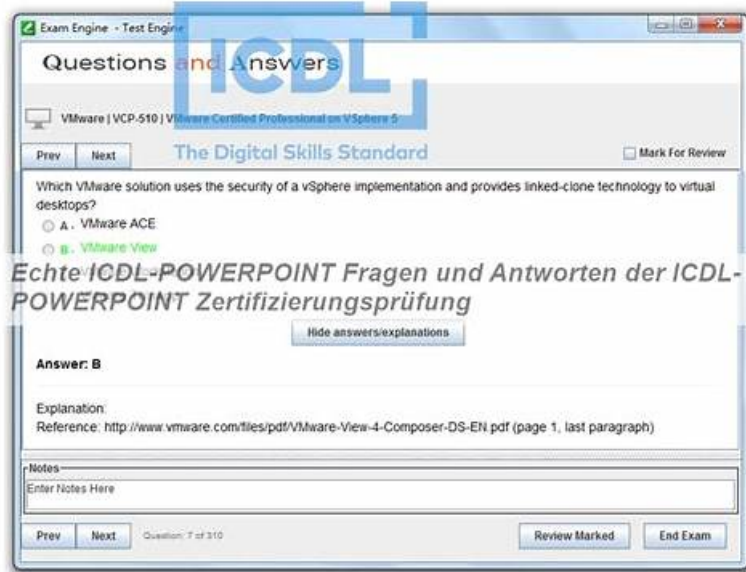 Exam Engine - Test Engine
Questions and Answers
ICDL
VMware | VCP-510 | VMware Certified Professional on VSphere 5
The Digital Skills Standard
Prev Next
Mark For Review
Which VMware solution uses the security of a vSphere implementation and provides linked-clone technology to virtual
desktops?
A. VMware ACE
B. VMware View
Echte ICDL-POWERPOINT Fragen und Antworten der ICDL-
POWERPOINT Zertifizierungsprüfung
Hide answers/explanations
Answer: B
Explanation:
Reference: http://www.vmware.com/files/pdf/VMware-View-4-Composer-DS-EN.pdf (page 1, last paragraph)
Notes
Enter Notes Here
Prev Next Question: 7 of 310 Review Marked End Exam